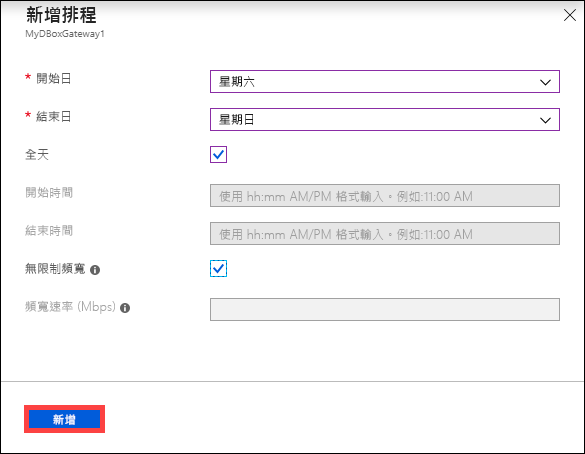 新增排程
MyDBoxGateway1
* 開始日
星期六
* 結束日
星期日
全天
開始時間
使用 hh:mm AM/PM 格式輸入。例如:11:00 AM
結束時間
使用 hh:mm AM/PM 格式輸入。例如:11:00 AM
無限制頻寬
頻寬速率 (Mbps)
新增